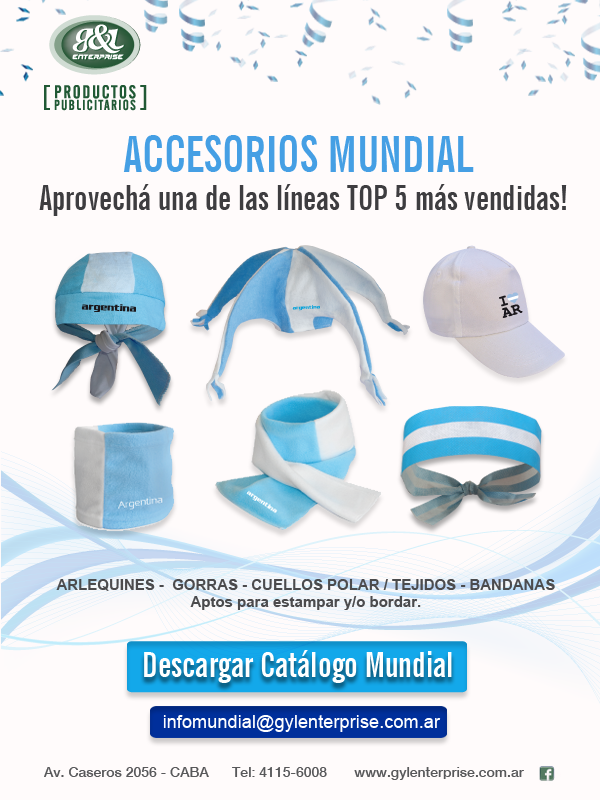 g&l
ENTERPRISE
[PRODUCTOS
PUBLICITARIOS]
ACCESORIOS MUNDIAL
Aprovechá una de las líneas TOP 5 más vendidas!
argentina
argentina
I
AR
Argentina
argentina
ARLEQUINES - GORRAS - CUELLOS POLAR / TEJIDOS - BANDANAS
Aptos para estampar y/o bordar.
Descargar Catálogo Mundial
infomundial@gylenterprise.com.ar
Av. Caseros 2056 - CABA Tel: 4115-6008 www.gylenterprise.com.ar f